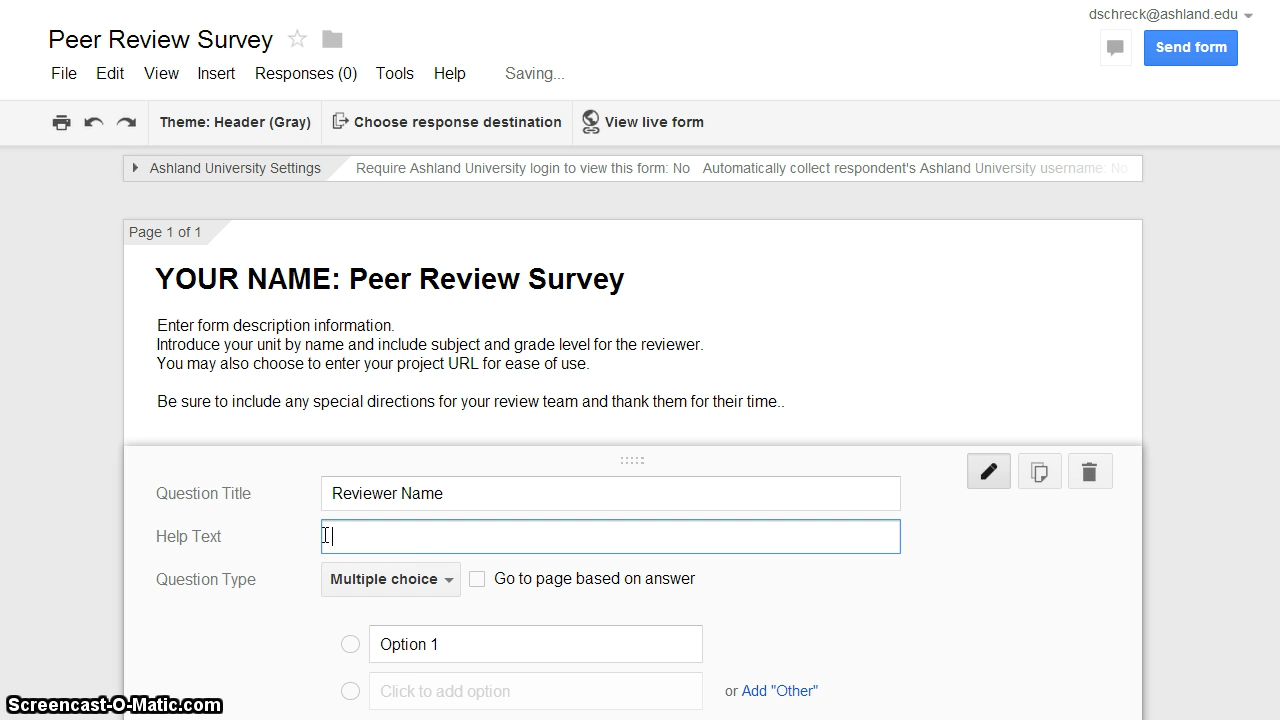 dschreck@ashland.edu
Peer Review Survey
Send form
File Edit View Insert Responses (0) Tools Help Saving...
Theme: Header (Gray) Choose response destination View live form
Ashland University Settings Require Ashland University login to view this form: No Automatically collect respondent's Ashland University username: No
Page 1 of 1
YOUR NAME: Peer Review Survey
Enter form description information.
Introduce your unit by name and include subject and grade level for the reviewer.
You may also choose to enter your project URL for ease of use.
Be sure to include any special directions for your review team and thank them for their time..
Question Title Reviewer Name
Help Text
Question Type Multiple choice Go to page based on answer
Option 1
Click to add option or Add "Other"
Screencast-O-Matic.com